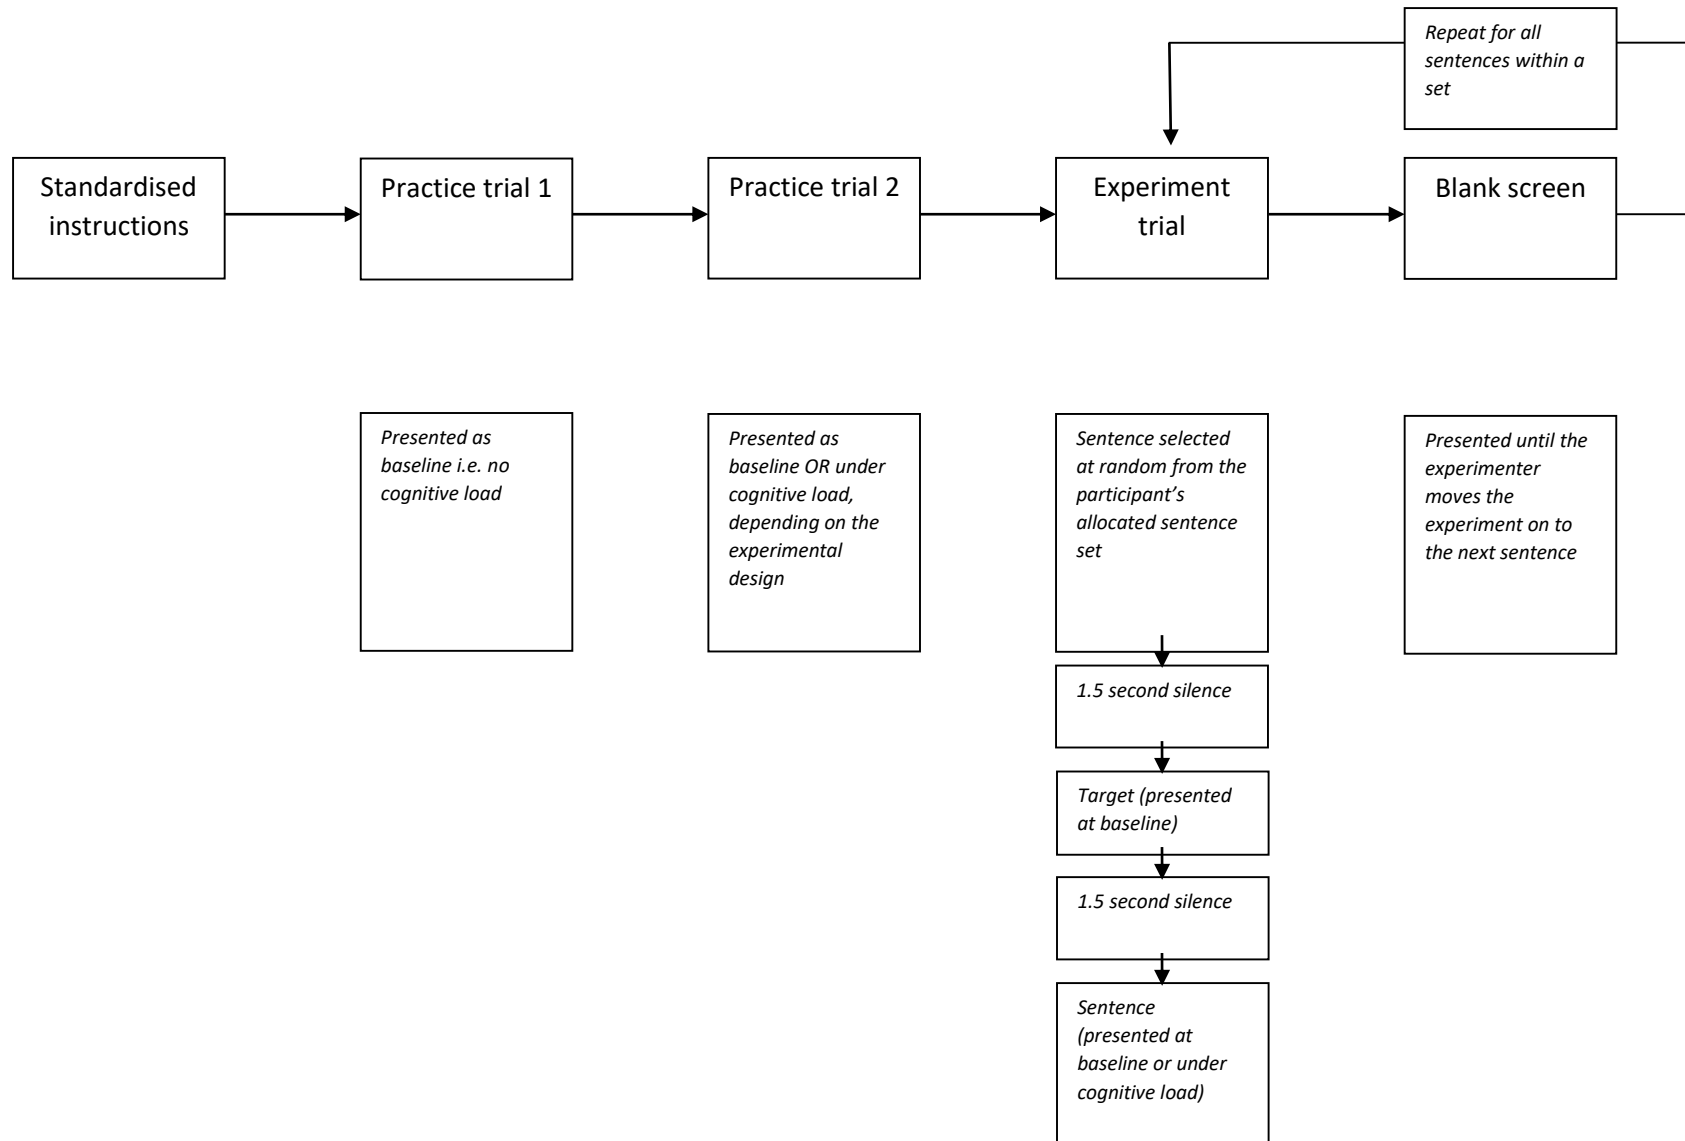 Repeat for all
sentences within a
set
Standardised
instructions
Practice trial 1
Practice trial 2
Experiment
trial
Blank screen
Presented as
baseline i.e. no
cognitive load
Presented as
baseline OR under
cognitive load,
depending on the
experimental
design
Sentence selected
at random from the
participant’s
allocated sentence
set
Presented until the
experimenter
moves the
experiment on to
the next sentence
1.5 second silence
Target (presented
at baseline)
1.5 second silence
Sentence
(presented at
baseline or under
cognitive load)